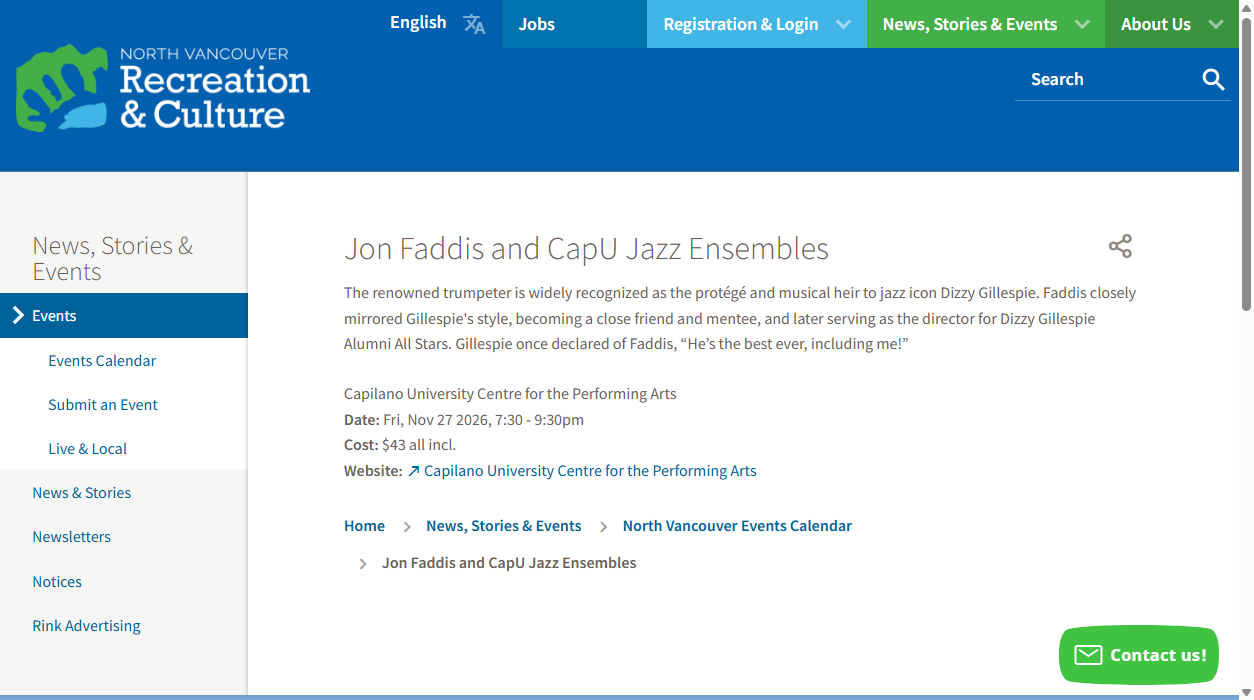 English
Jobs
Registration & Login
News, Stories & Events
About Us
NORTH VANCOUVER
Recreation
& Culture
Search
News, Stories &
Events
Events
Events Calendar
Submit an Event
Live & Local
News & Stories
Newsletters
Notices
Rink Advertising
Jon Faddis and CapU Jazz Ensembles
The renowned trumpeter is widely recognized as the protégé and musical heir to jazz icon Dizzy Gillespie. Faddis closely
mirrored Gillespie's style, becoming a close friend and mentee, and later serving as the director for Dizzy Gillespie
Alumni All Stars. Gillespie once declared of Faddis, “He’s the best ever, including me!”
Capilano University Centre for the Performing Arts
Date: Fri, Nov 27 2026, 7:30 - 9:30pm
Cost: $43 all incl.
Website: Capilano University Centre for the Performing Arts
Home > News, Stories & Events > North Vancouver Events Calendar
> Jon Faddis and CapU Jazz Ensembles
Contact us!